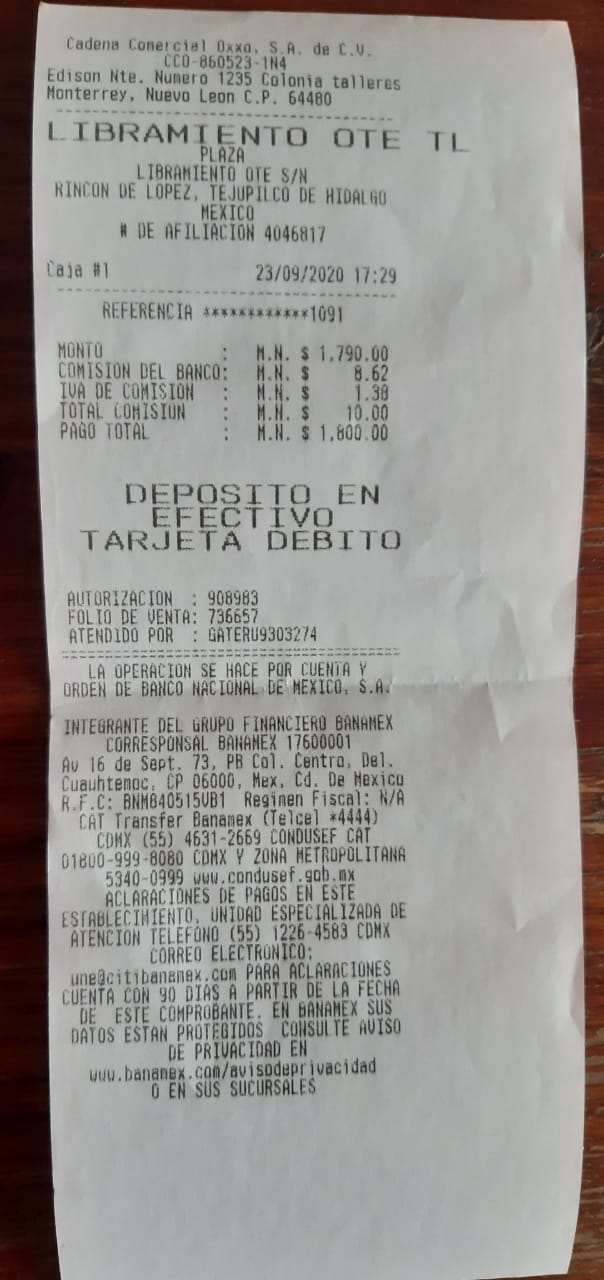 Cadena Comercial Oxxo, S.A. de C.V.
CCO-860523-1N4
Edison Nte. Numero 1235 Colonia talleres
Monterrey, Nuevo Leon C.P. 64480
LIBRAMIENTO OTE TL
PLAZA
LIBRAMIENTO OTE S/N
RINCON DE LOPEZ, TEJUPILCO DE HIDALGO
MEXICO
# DE AFILIACION 4046817
Caja #1 23/09/2020 17:29
REFERENCIA ************1091
MONTO : M.N. $ 1,790.00
COMISION DEL BANCO: M.N. $ 8.62
IVA DE COMISION : M.N. $ 1.38
TOTAL COMISION : M.N. $ 10.00
PAGO TOTAL : M.N. $ 1,800.00
DEPOSITO EN
EFECTIVO
TARJETA DEBITO
AUTORIZACION : 908983
FOLIO DE VENTA: 736657
ATENDIDO POR : GATERU9303274
LA OPERACION SE HACE POR CUENTA Y
ORDEN DE BANCO NACIONAL DE MEXICO, S.A.
INTEGRANTE DEL GRUPO FINANCIERO BANAMEX
CORRESPONSAL BANAMEX 17600001
Av 16 de Sept. 73, PB Col. Centro, Del.
Cuauhtemoc, CP 06000, Mex, Cd. De Mexico
R.F.C: BNM840515VB1 Regimen Fiscal: N/A
CAT Transfer Banamex (Telcel *4444)
CDMX (55) 4631-2669 CONDUSEF CAT
01800-999-8080 CDMX Y ZONA METROPOLITANA
5340-0999 www.condusef.gob.mx
ACLARACIONES DE PAGOS EN ESTE
ESTABLECIMIENTO, UNIDAD ESPECIALIZADA DE
ATENCION TELEFONO (55) 1226-4583 CDMX
CORREO ELECTRONICO:
une@citibanamex.com PARA ACLARACIONES
CUENTA CON 90 DIAS A PARTIR DE LA FECHA
DE ESTE COMPROBANTE. EN BANAMEX SUS
DATOS ESTAN PROTEGIDOS CONSULTE AVISO
DE PRIVACIDAD EN
www.banamex.com/avisodeprivacidad
O EN SUS SUCURSALES